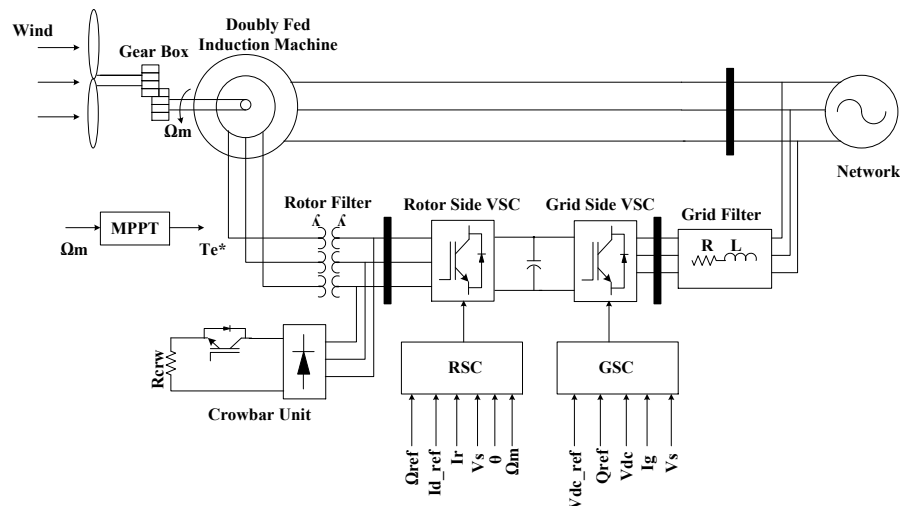 Wind
Doubly Fed
Induction Machine
Gear Box
Ωm
Network
Rotor Filter
Rotor Side VSC
Grid Side VSC
Grid Filter
R L
MPPT
Ωm
Te*
Rcrw
Crowbar Unit
RSC
GSC
Ωref
Id_ref
Ir
Vs
θ
Ωm
Vdc_ref
Qref
Vdc
Ig
Vs